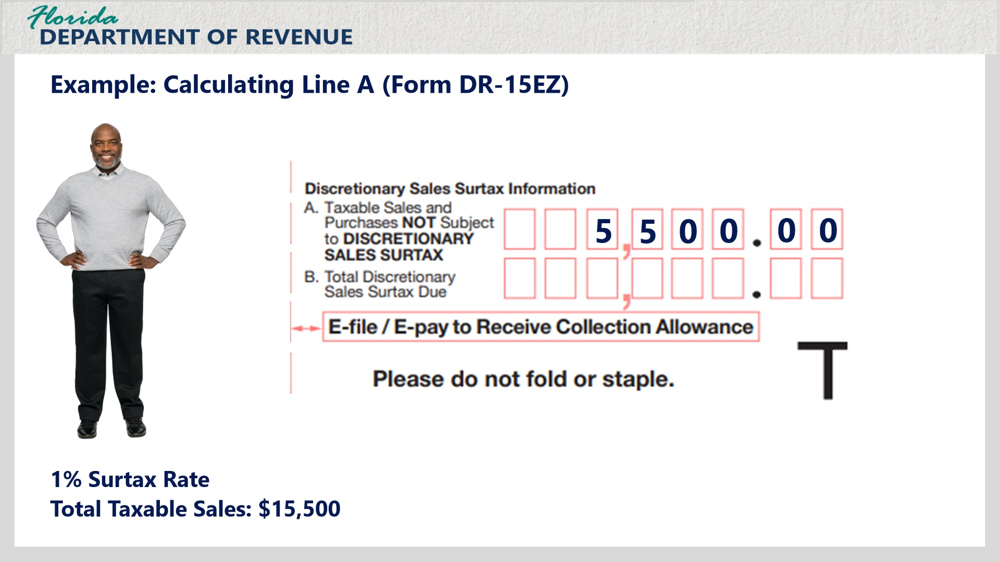 Florida
DEPARTMENT OF REVENUE
Example: Calculating Line A (Form DR-15EZ)
Discretionary Sales Surtax Information
A. Taxable Sales and
Purchases NOT Subject
to DISCRETIONARY
SALES SURTAX
5,500.00
B. Total Discretionary
Sales Surtax Due
, .
E-file / E-pay to Receive Collection Allowance
Please do not fold or staple.
T
1% Surtax Rate
Total Taxable Sales: $15,500